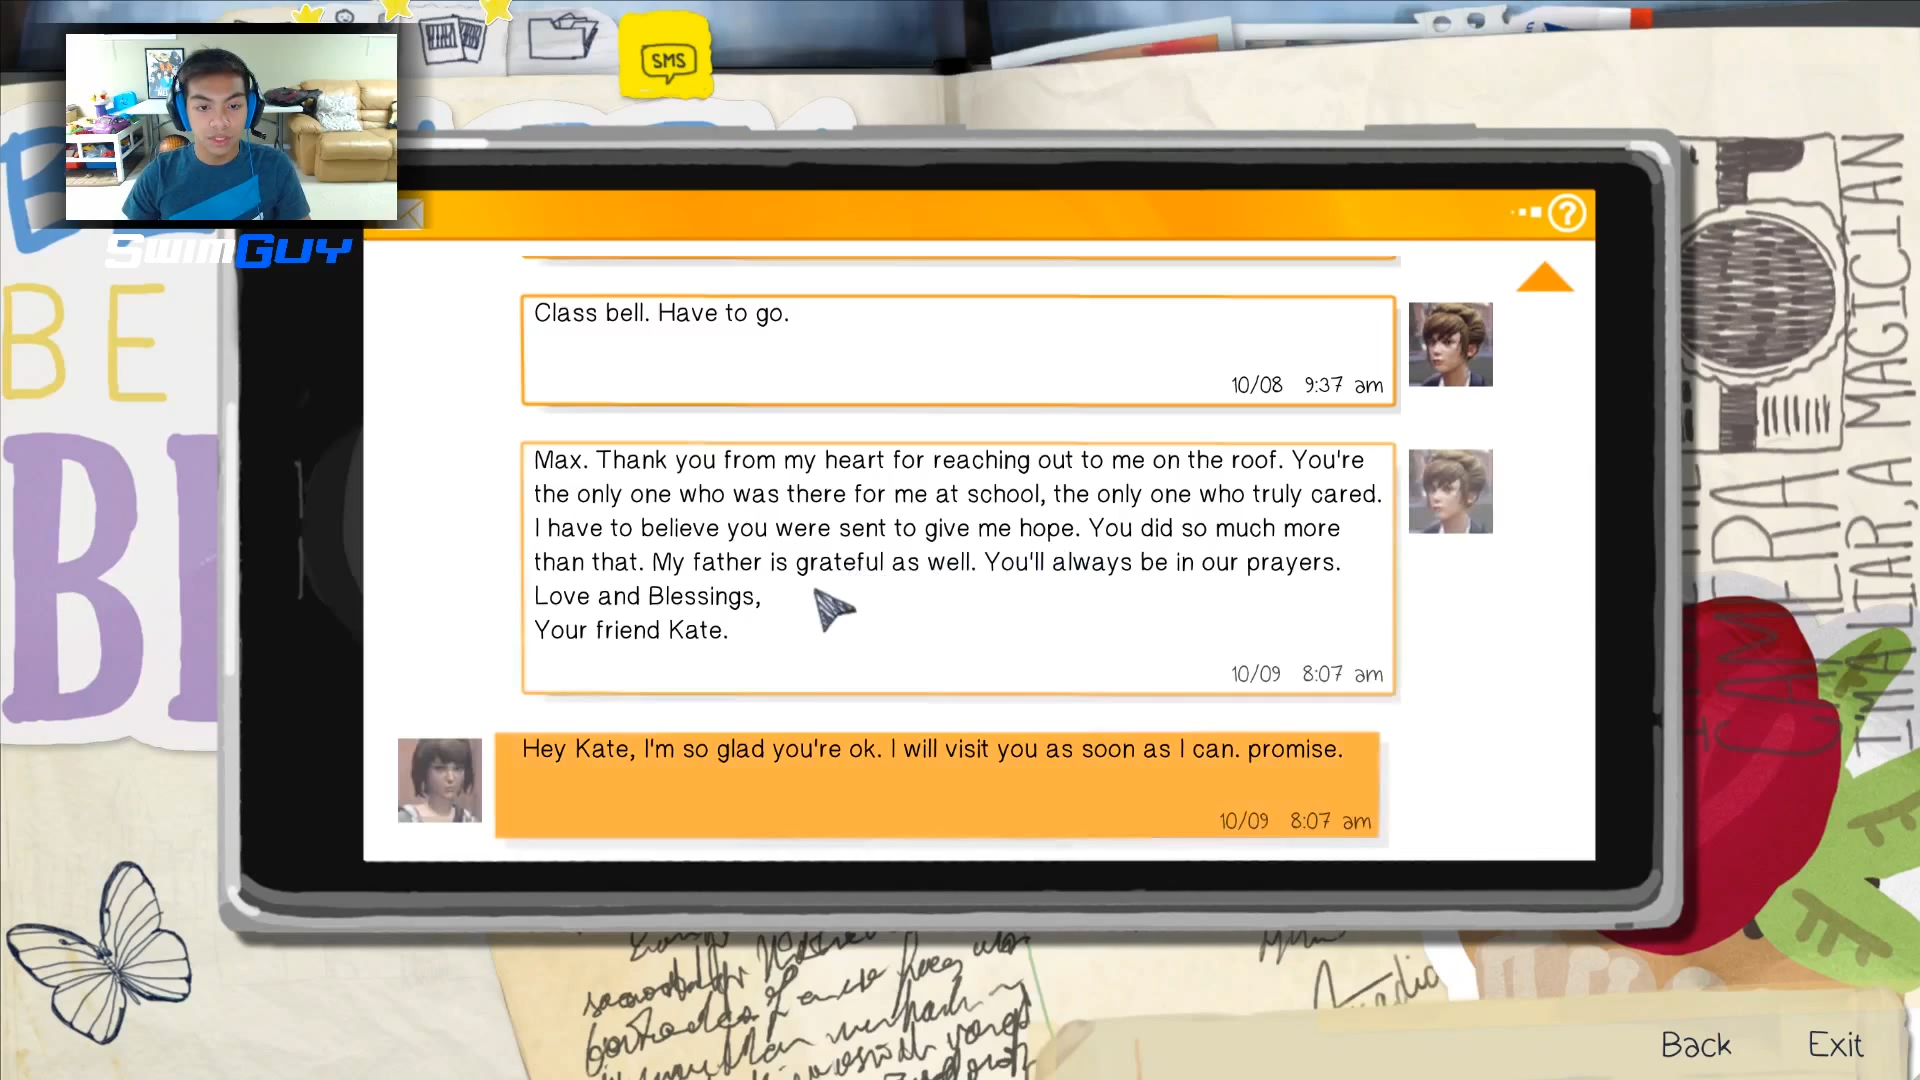 SMS
SwimGuy
Class bell. Have to go.
10/08 9:37 am
Max. Thank you from my heart for reaching out to me on the roof. You're
the only one who was there for me at school, the only one who truly cared.
I have to believe you were sent to give me hope. You did so much more
than that. My father is grateful as well. You'll always be in our prayers.
Love and Blessings,
Your friend Kate.
10/09 8:07 am
Hey Kate, I'm so glad you're ok. I will visit you as soon as I can. promise.
10/09 8:07 am
BE
A MAGICIAN
Back
Exit